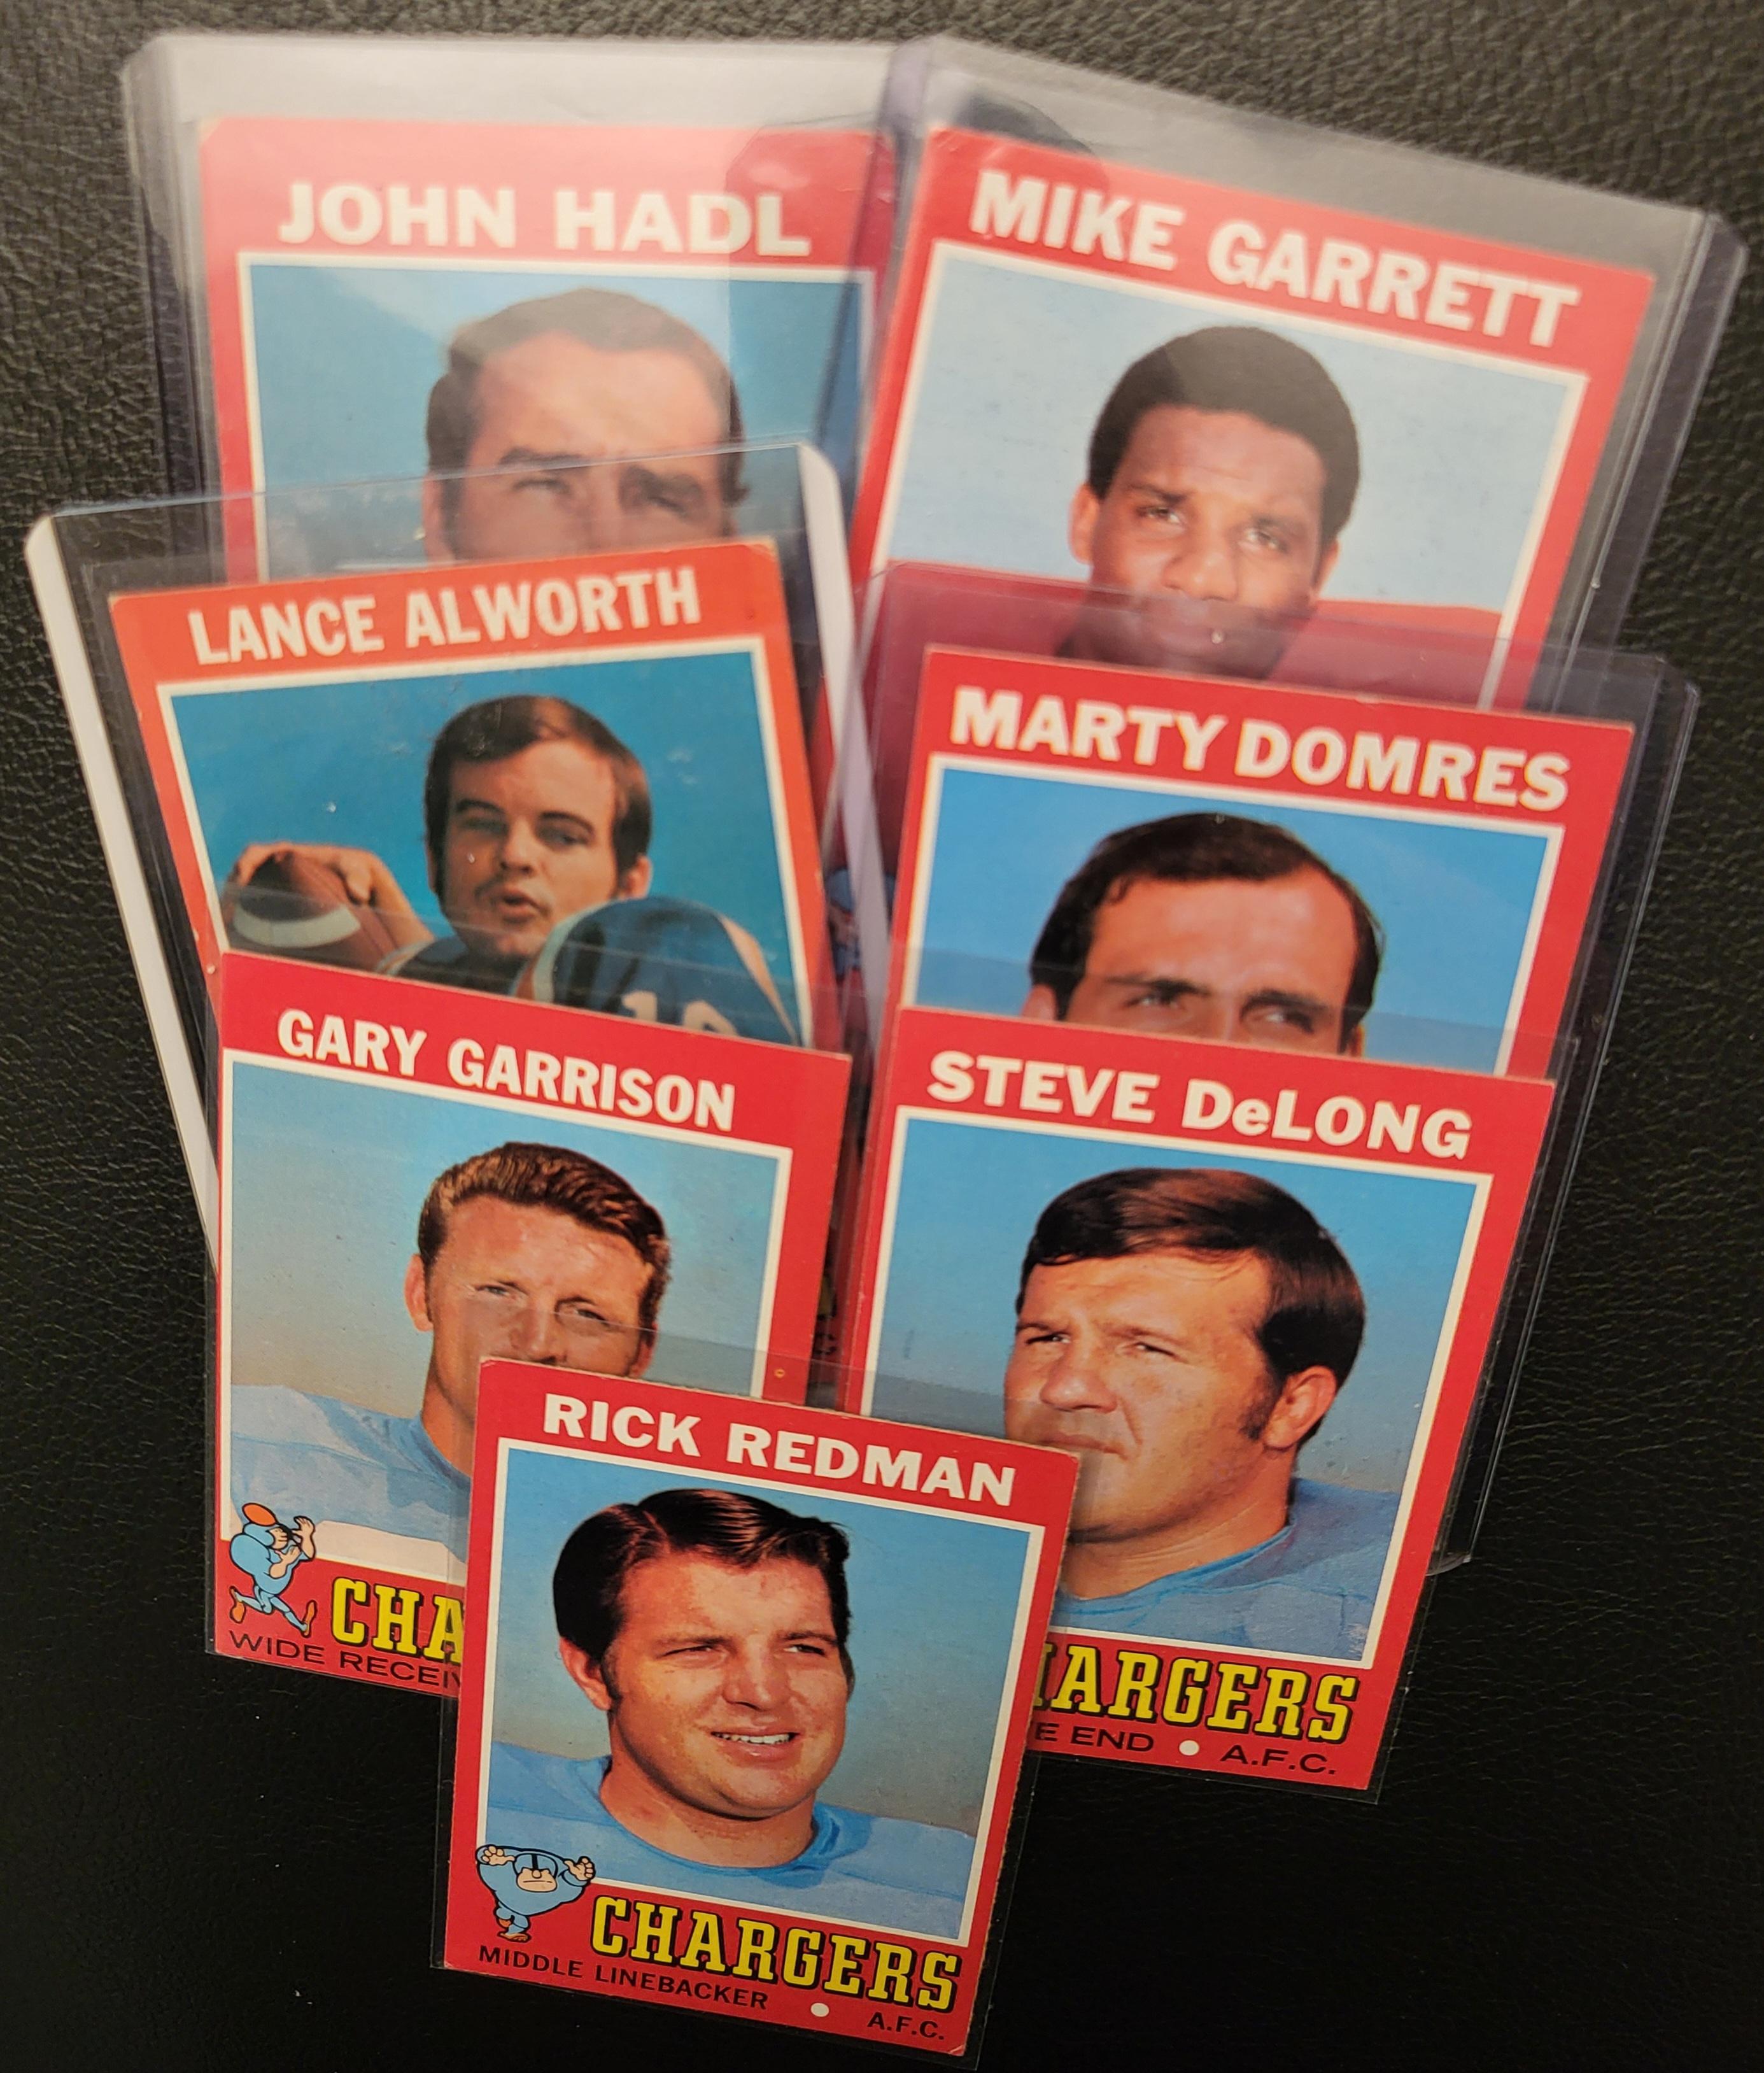 JOHN HADL
MIKE GARRETT
LANCE ALWORTH
MARTY DOMRES
GARY GARRISON
CHA
WIDE RECEIV
STEVE DeLONG
HARGERS
E END • A.F.C.
RICK REDMAN
CHARGERS
MIDDLE LINEBACKER • A.F.C.